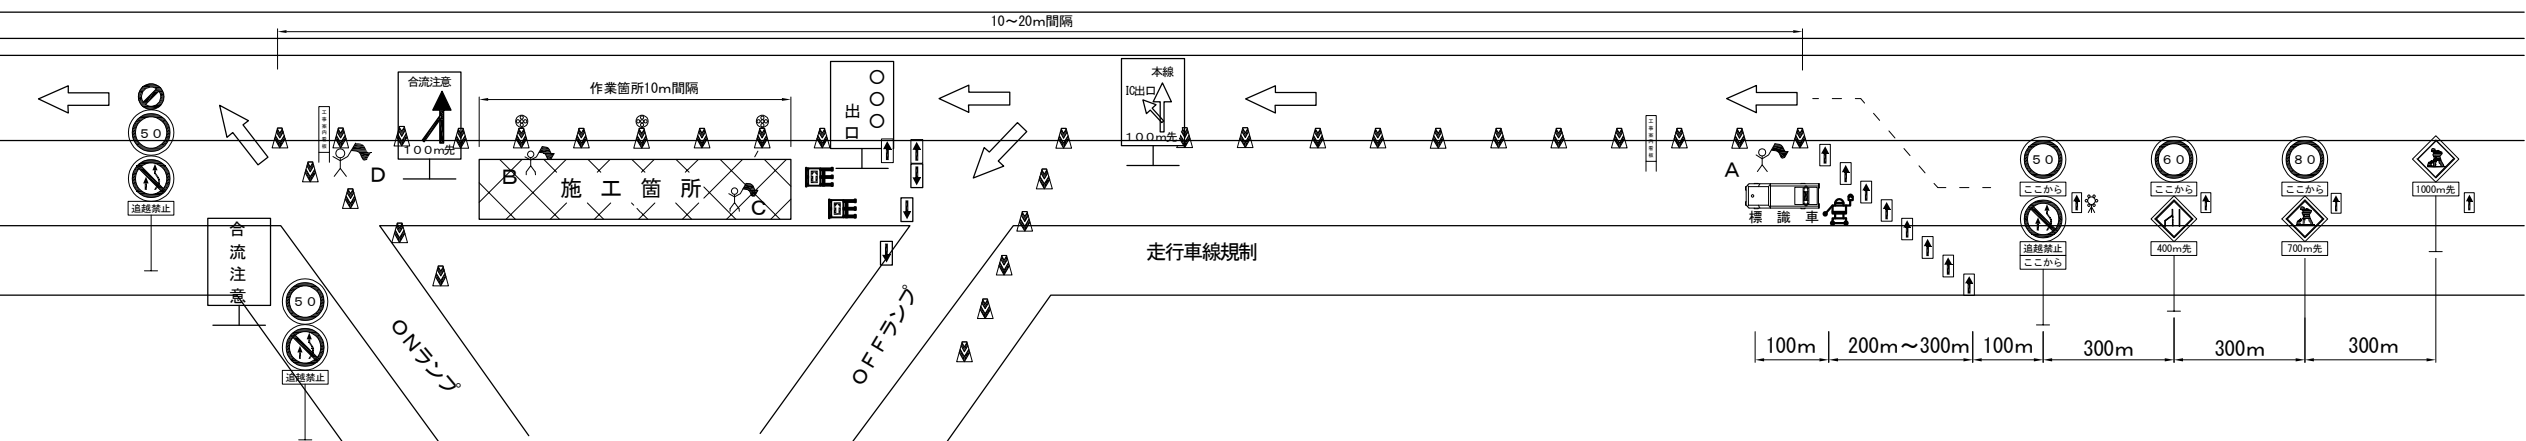 10～20m間隔
合流注意
100m先
作業箇所10m間隔
出口
本線
IC出口
100m先
50
追越禁止
D
B
施工箇所
C
A
標識車
50
ここから
追越禁止
ここから
60
ここから
400m先
80
ここから
700m先
1000m先
合流注意
50
追越禁止
走行車線規制
ONランプ
OFFランプ
100m
200m～300m
100m
300m
300m
300m